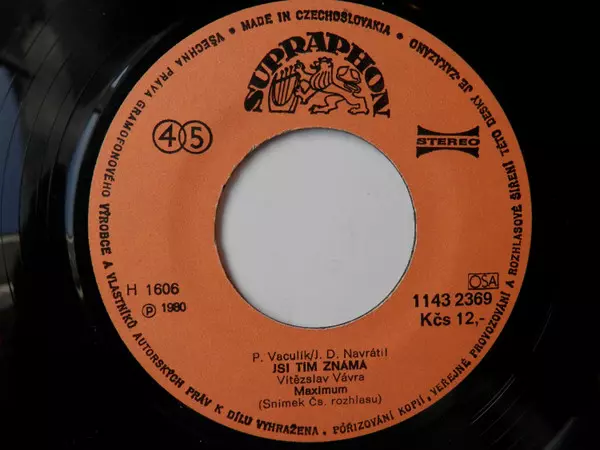 • VŠECHNA PRÁVA GRAMOFONOVÉHO VÝROBCE A VLASTNÍKŮ AUTORSKÝCH PRÁV K DÍLU VYHRAŽENA. POŘIZOVÁNÍ KOPIÍ, VEŘEJNÉ PROVOZOVÁNÍ A ROZHLASOVÉ ŠÍŘENÍ TÉTO DESKY JE ZAKÁZÁNO • MADE IN CZECHOSLOVAKIA
SUPRAPHON
45
STEREO
H 1606
Ⓟ 1980
OSA
1143 2369
Kčs 12,-
P. Vaculík/J. D. Navrátil
JSI TÍM ZNÁMÁ
Vítězslav Vávra
Maximum
(Snímek Čs. rozhlasu)